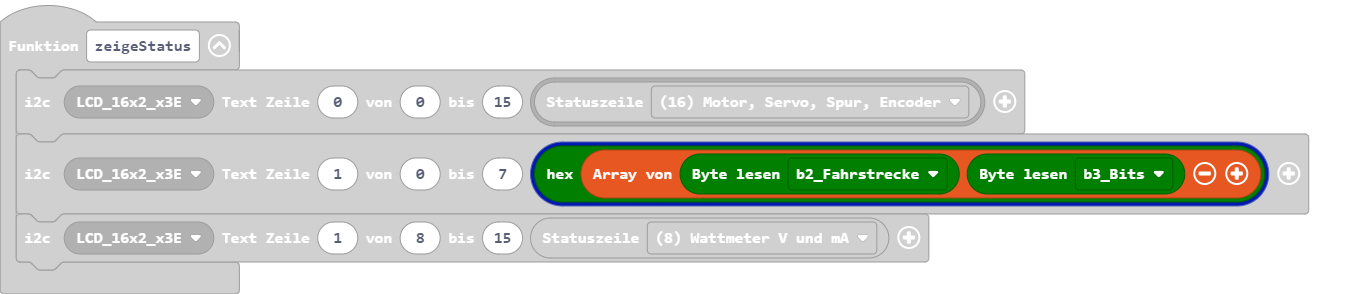 Funktion zeigeStatus
i2c LCD_16x2_x3E Text Zeile 0 von 0 bis 15 Statuszeile (16) Motor, Servo, Spur, Encoder
i2c LCD_16x2_x3E Text Zeile 1 von 0 bis 7 hex Array von Byte lesen b2_Fahrstrecke Byte lesen b3_Bits
i2c LCD_16x2_x3E Text Zeile 1 von 8 bis 15 Statuszeile (8) Wattmeter V und mA